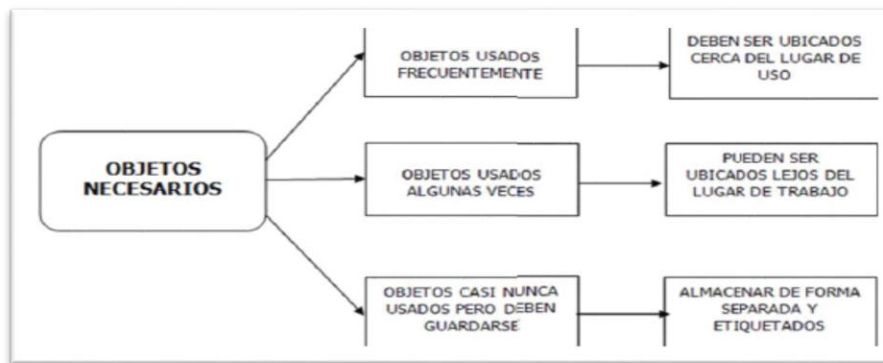 OBJETOS
NECESARIOS
OBJETOS USADOS
FRECUENTEMENTE
DEBEN SER UBICADOS
CERCA DEL LUGAR DE
USO
OBJETOS USADOS
ALGUNAS VECES
PUEDEN SER
UBICADOS LEJOS DEL
LUGAR DE TRABAJO
OBJETOS CASI NUNCA
USADOS PERO DEBEN
GUARDARSE
ALMACENAR DE FORMA
SEPARADA Y
ETIQUETADOS